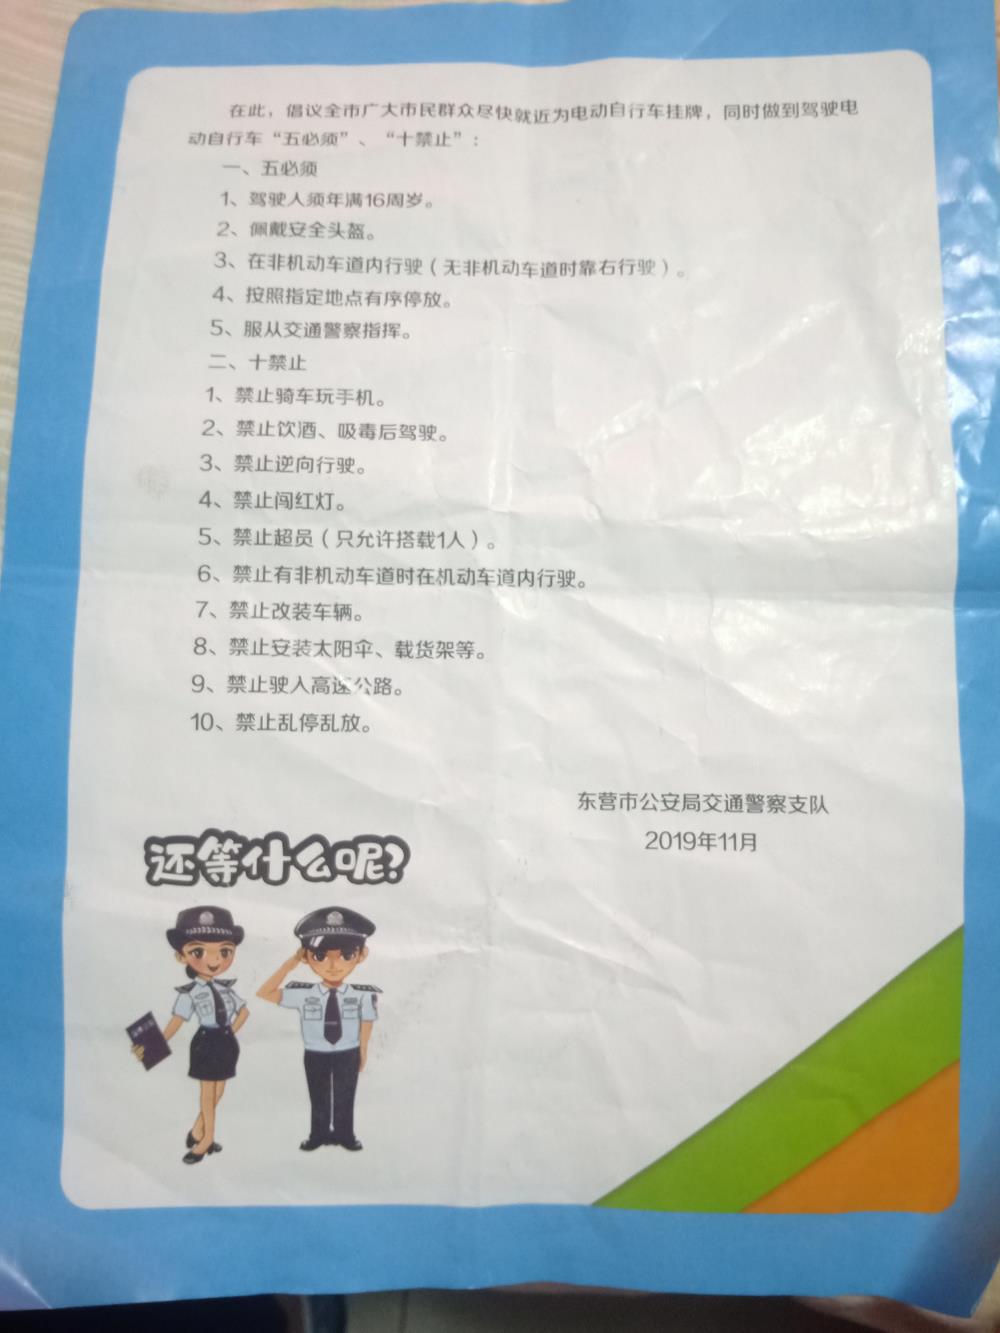 在此，倡议全市广大市民群众尽快就近为电动自行车挂牌，同时做到驾驶电
动自行车“五必须”、“十禁止”：
一、五必须
1、驾驶人须年满16周岁。
2、佩戴安全头盔。
3、在非机动车道内行驶（无非机动车道时靠右行驶）。
4、按照指定地点有序停放。
5、服从交通警察指挥。
二、十禁止
1、禁止骑车玩手机。
2、禁止饮酒、吸毒后驾驶。
3、禁止逆向行驶。
4、禁止闯红灯。
5、禁止超员（只允许搭载1人）。
6、禁止有非机动车道时在机动车道内行驶。
7、禁止改装车辆。
8、禁止安装太阳伞、载货架等。
9、禁止驶入高速公路。
10、禁止乱停乱放。
东营市公安局交通警察支队
2019年11月
还等什么呢?